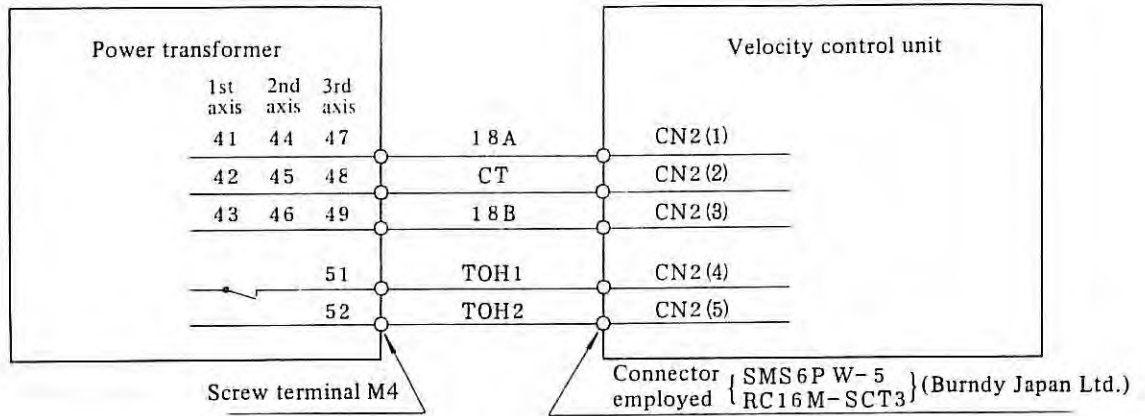 Power transformer
Velocity control unit
1st axis 2nd axis 3rd axis
41 44 47 18A CN2(1)
42 45 48 CT CN2(2)
43 46 49 18B CN2(3)
51 TOH1 CN2(4)
52 TOH2 CN2(5)
Screw terminal M4
Connector employed { SMS6P W-5
RC16M-SCT3 } (Burndy Japan Ltd.)